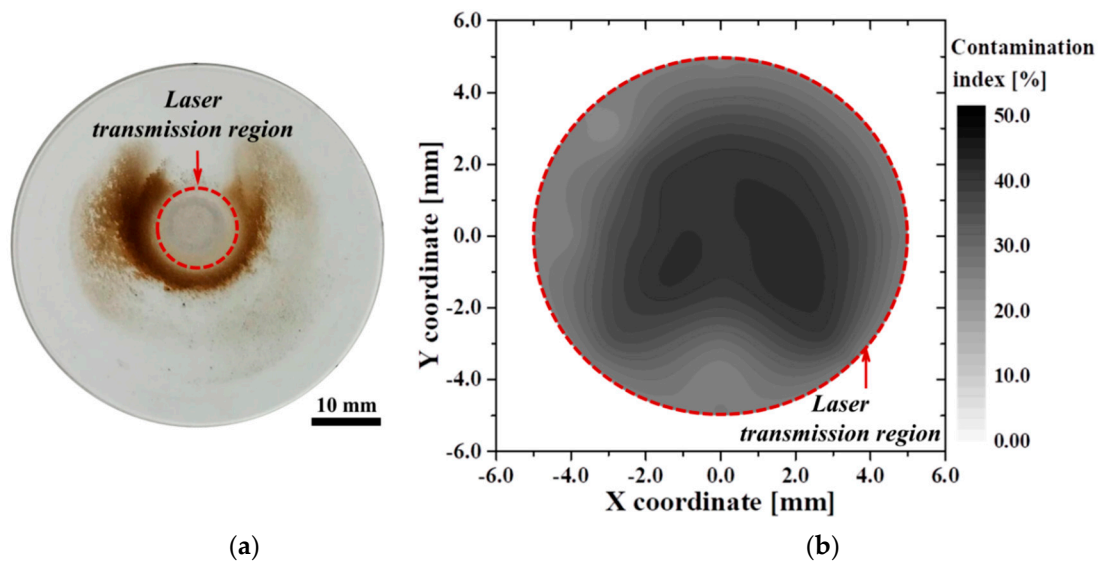 Laser
transmission region
10 mm
(a)
6.0
4.0
2.0
0.0
-2.0
-4.0
-6.0
Y coordinate [mm]
-6.0 -4.0 -2.0 0.0 2.0 4.0 6.0
X coordinate [mm]
Laser
transmission region
Contamination
index [%]
50.0
40.0
30.0
20.0
10.0
0.00
(b)